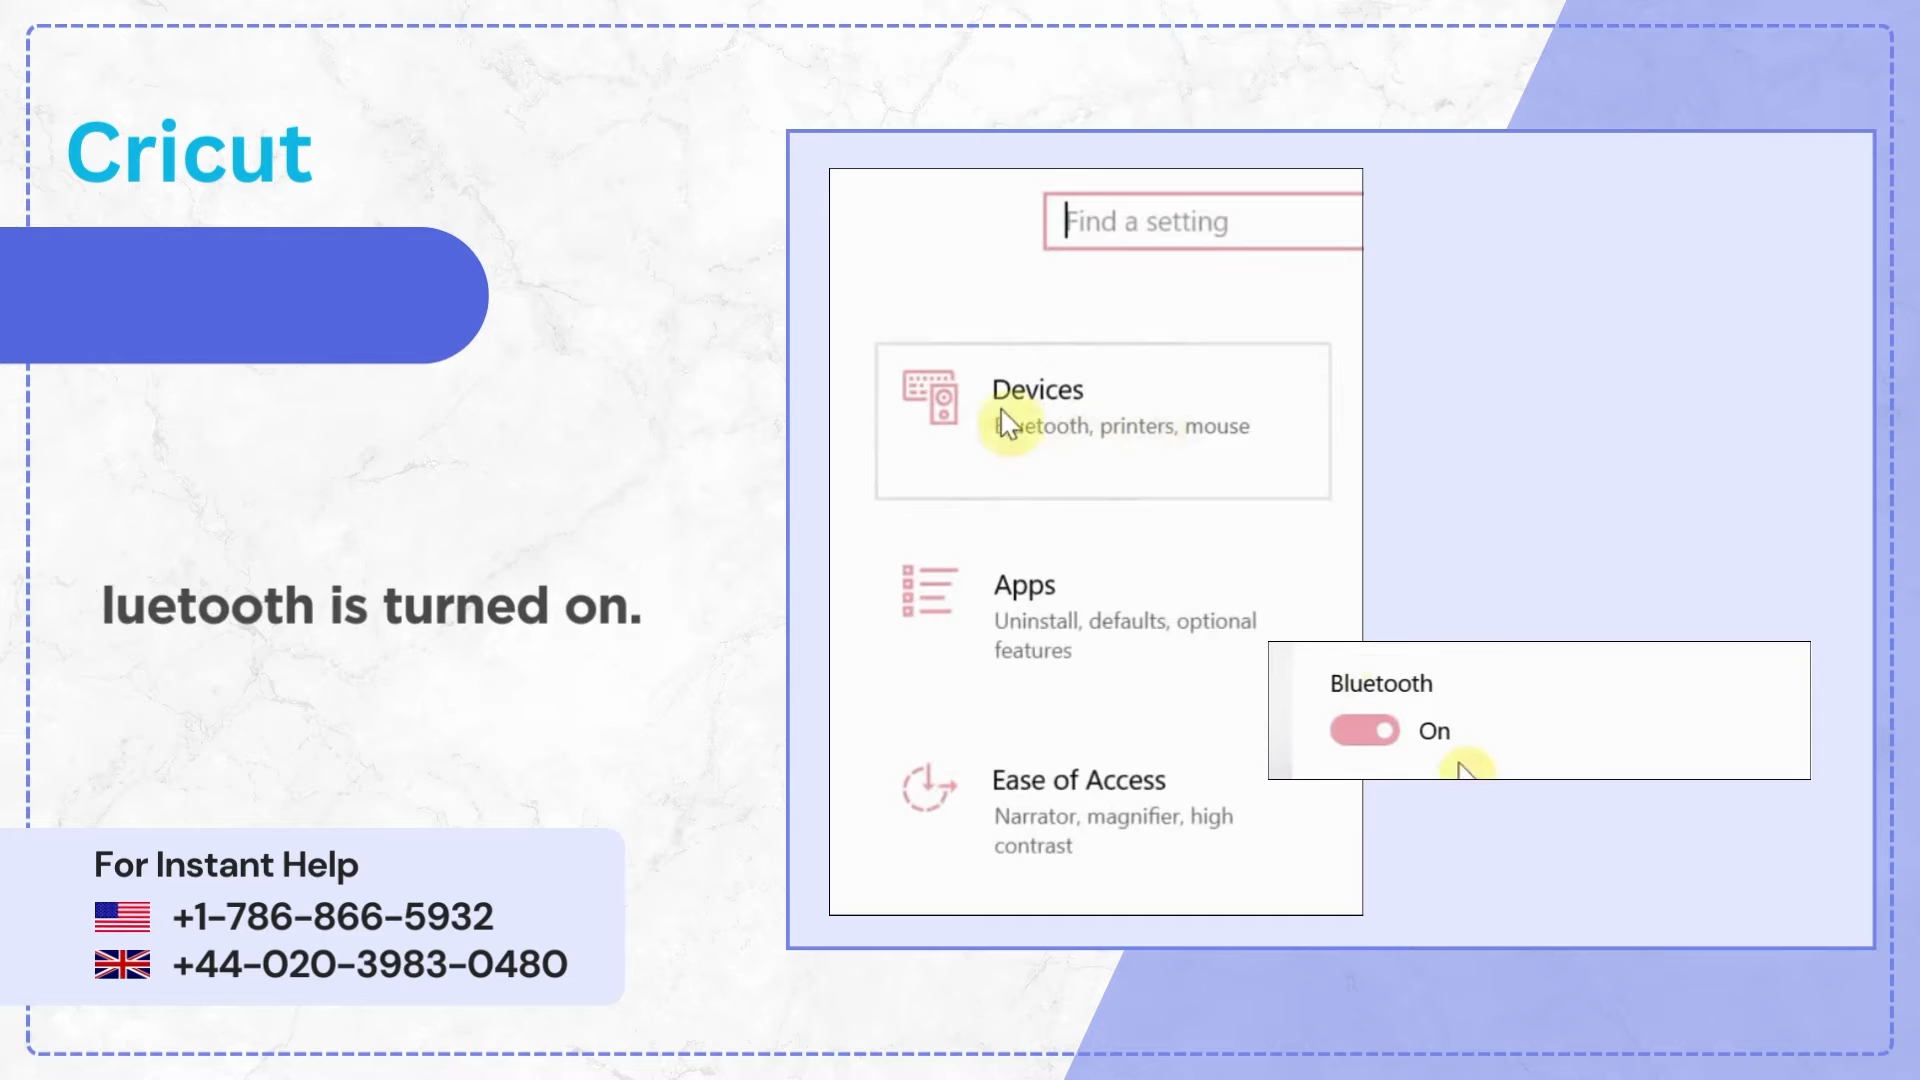 Cricut
luetooth is turned on.
For Instant Help
+1-786-866-5932
+44-020-3983-0480
Find a setting
Devices
etooth, printers, mouse
Apps
Uninstall, defaults, optional
features
Ease of Access
Narrator, magnifier, high
contrast
Bluetooth
On